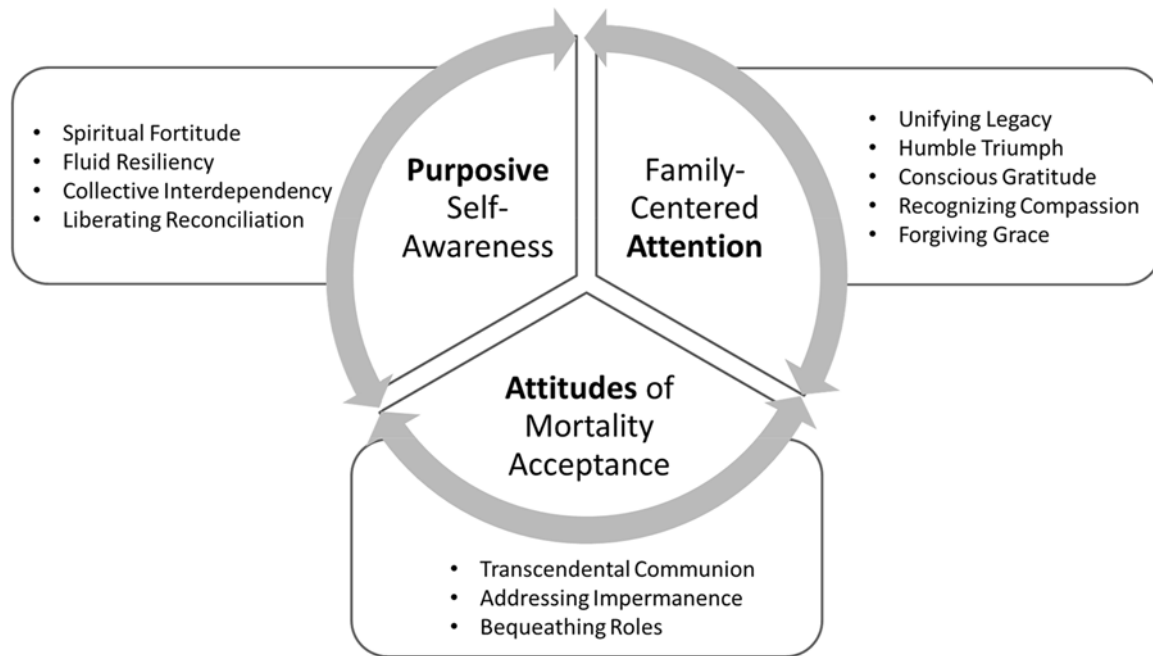 • Spiritual Fortitude
• Fluid Resiliency
• Collective Interdependency
• Liberating Reconciliation
Purposive
Self-
Awareness
Family-
Centered
Attention
• Unifying Legacy
• Humble Triumph
• Conscious Gratitude
• Recognizing Compassion
• Forgiving Grace
Attitudes of
Mortality
Acceptance
• Transcendental Communion
• Addressing Impermanence
• Bequeathing Roles